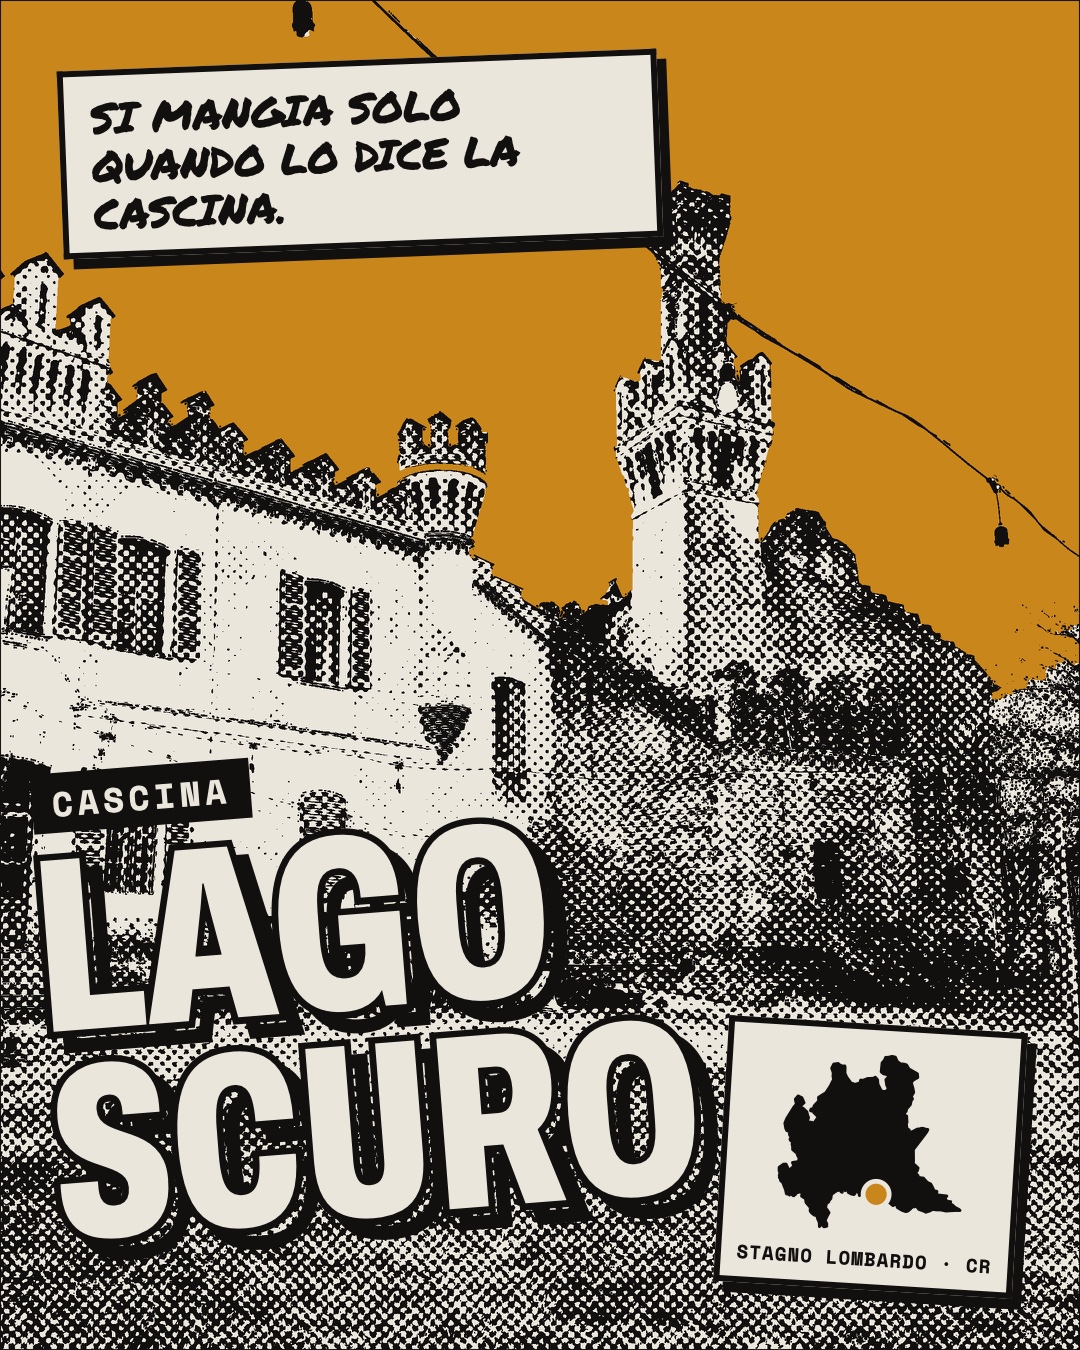 SI MANGIA SOLO
QUANDO LO DICE LA
CASCINA.
CASCINA
LAGO
SCURO
STAGNO LOMBARDO · CR